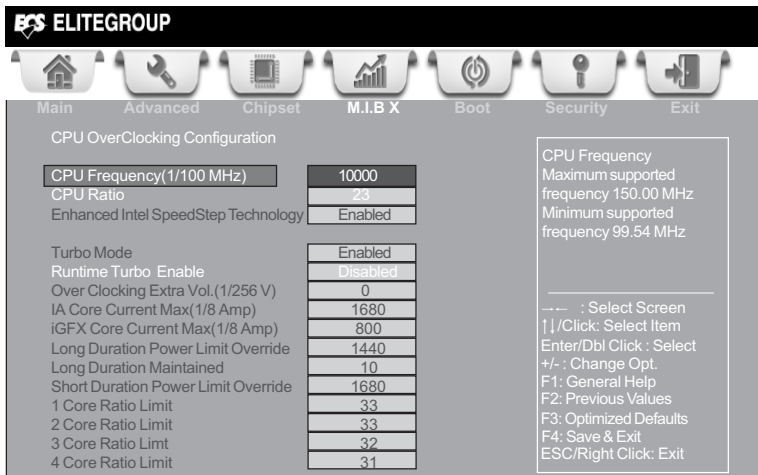 ECS ELITEGROUP
Main Advanced Chipset M.I.B X Boot Security Exit
CPU OverClocking Configuration
CPU Frequency(1/100 MHz) 10000
CPU Ratio 23
Enhanced Intel SpeedStep Technology Enabled
Turbo Mode Enabled
Runtime Turbo Enable Disabled
Over Clocking Extra Vol.(1/256 V) 0
IA Core Current Max(1/8 Amp) 1680
iGFX Core Current Max(1/8 Amp) 800
Long Duration Power Limit Override 1440
Long Duration Maintained 10
Short Duration Power Limit Override 1680
1 Core Ratio Limit 33
2 Core Ratio Limit 33
3 Core Ratio Limt 32
4 Core Ratio Limit 31
CPU Frequency
Maximum supported
frequency 150.00 MHz
Minimum supported
frequency 99.54 MHz
→← : Select Screen
↑↓/Click: Select Item
Enter/Dbl Click : Select
+/- : Change Opt.
F1: General Help
F2: Previous Values
F3: Optimized Defaults
F4: Save & Exit
ESC/Right Click: Exit